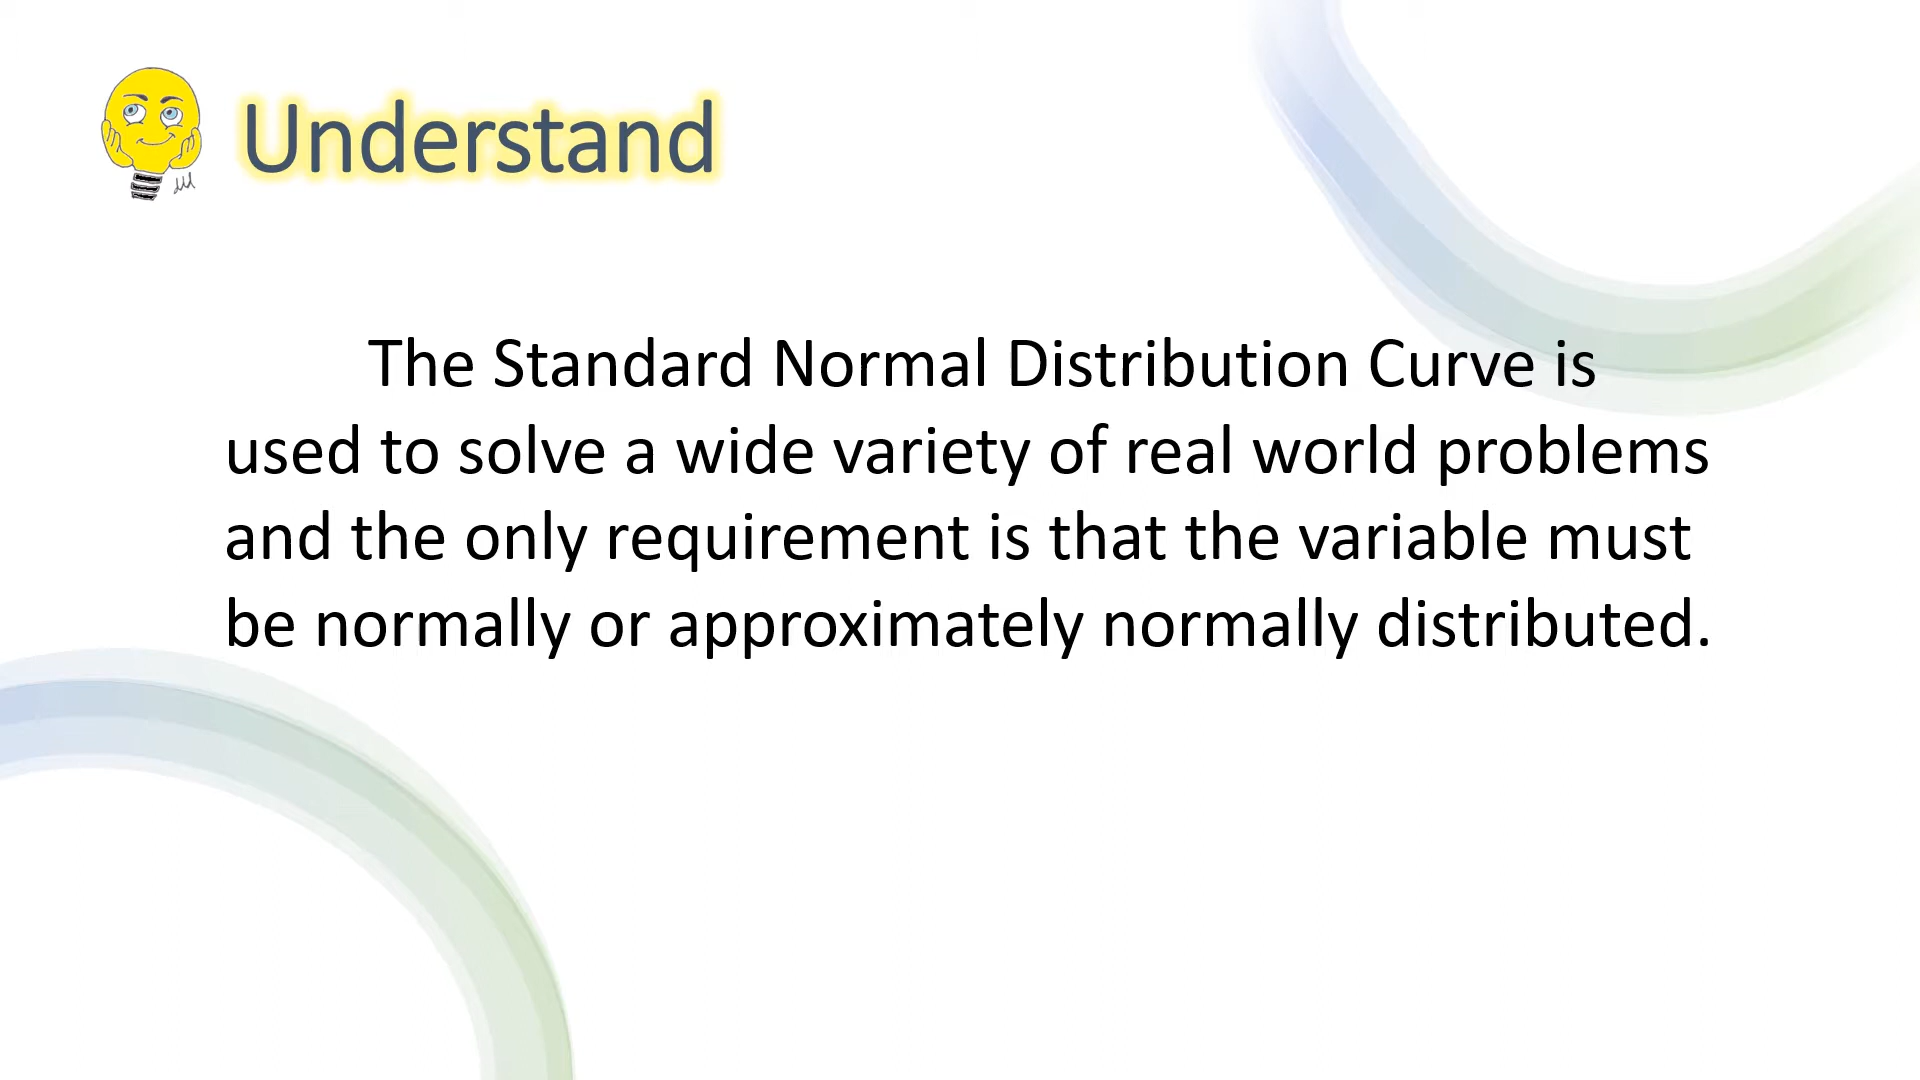 Understand
The Standard Normal Distribution Curve is
used to solve a wide variety of real world problems
and the only requirement is that the variable must
be normally or approximately normally distributed.